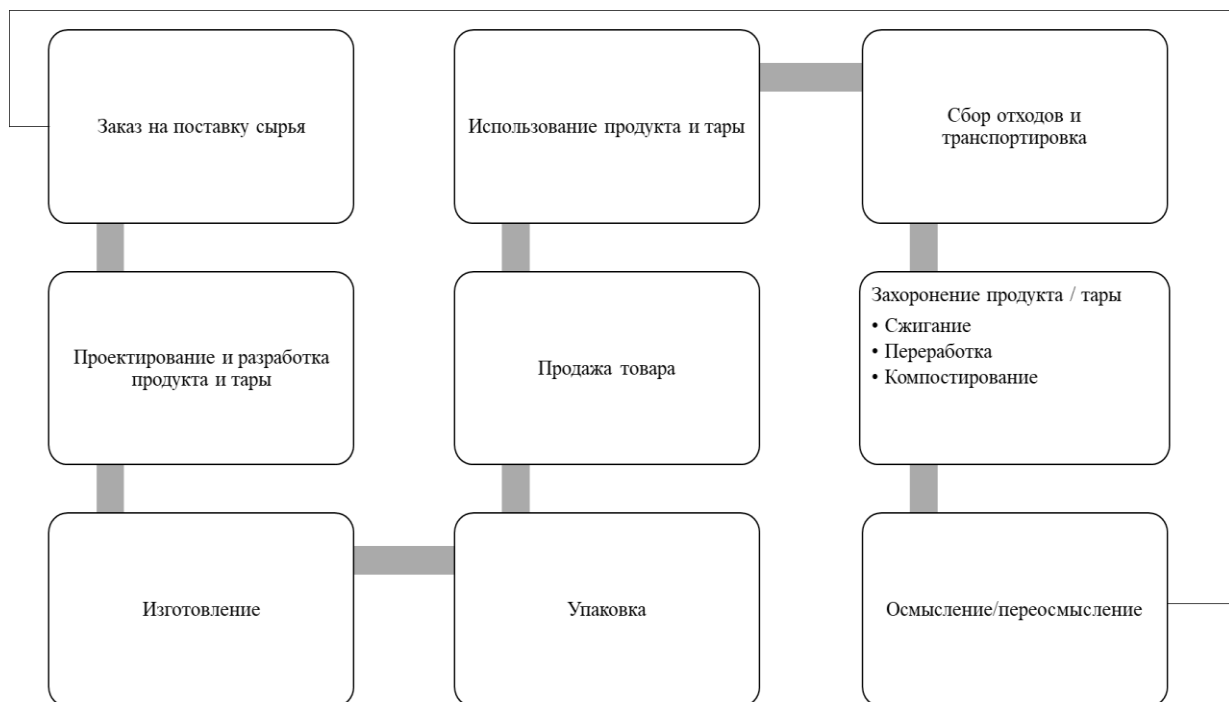 Заказ на поставку сырья
Проектирование и разработка
продукта и тары
Изготовление
Упаковка
Продажа товара
Использование продукта и тары
Сбор отходов и
транспортировка
Захоронение продукта / тары
• Сжигание
• Переработка
• Компостирование
Осмысление/переосмысление